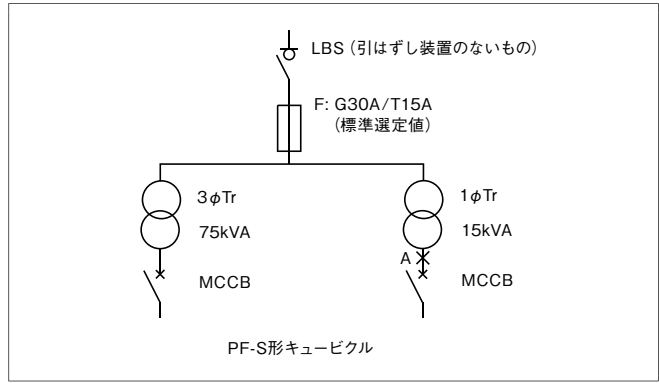 LBS（引はずし装置のないもの）
F: G30A/T15A
（標準選定値）
3φTr
75kVA
MCCB
1φTr
15kVA
A
MCCB
PF-S形キュービクル